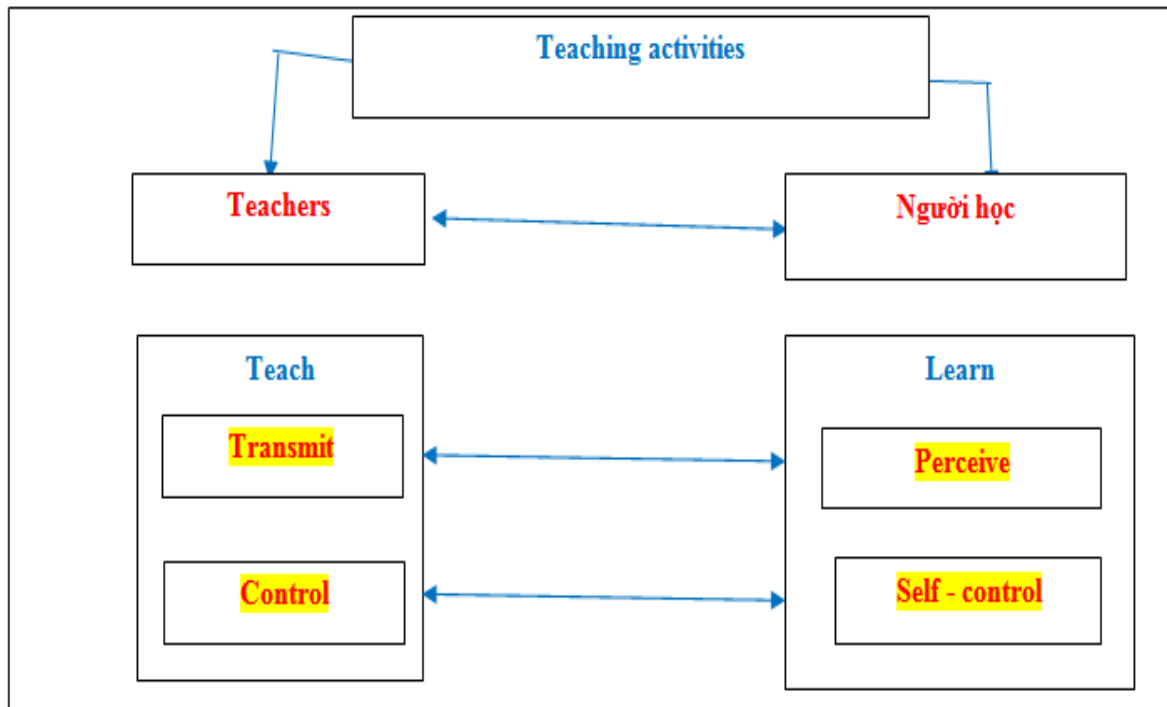 Teaching activities
Teachers
Người học
Teach
Learn
Transmit
Perceive
Control
Self - control